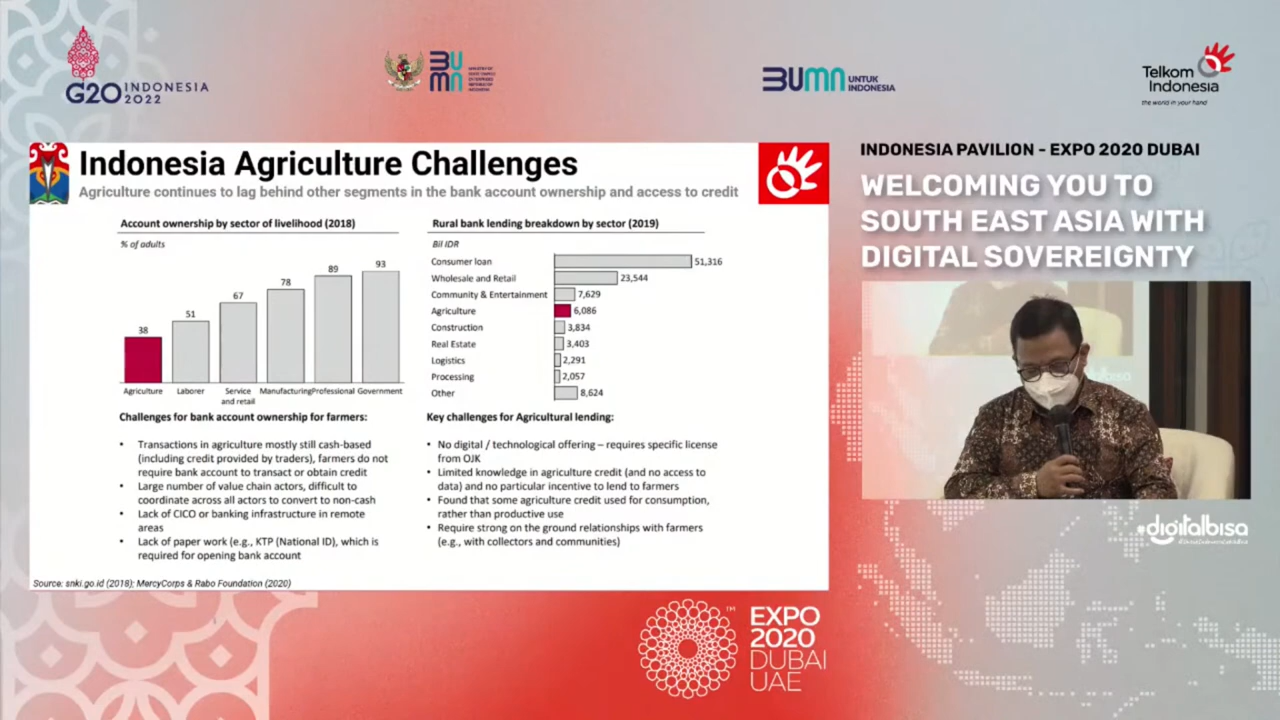 G20 INDONESIA
2022
BUMN
BUMN UNTUK
INDONESIA
Telkom
Indonesia
the world in your hand
Indonesia Agriculture Challenges
Agriculture continues to lag behind other segments in the bank account ownership and access to credit
Account ownership by sector of livelihood (2018)
% of adults
38
51
67
78
89
93
Agriculture
Laborer
Service
and retail
Manufacturing
Professional
Government
Challenges for bank account ownership for farmers:
• Transactions in agriculture mostly still cash-based
(including credit provided by traders), farmers do not
require bank account to transact or obtain credit
• Large number of value chain actors, difficult to
coordinate across all actors to convert to non-cash
• Lack of CICO or banking infrastructure in remote
areas
• Lack of paper work (e.g., KTP (National ID), which is
required for opening bank account
Rural bank lending breakdown by sector (2019)
Bil IDR
Consumer loan 51,316
Wholesale and Retail 23,544
Community & Entertainment 7,629
Agriculture 6,086
Construction 3,834
Real Estate 3,403
Logistics 2,291
Processing 2,057
Other 8,624
Key challenges for Agricultural lending:
• No digital / technological offering – requires specific license
from OJK
• Limited knowledge in agriculture credit (and no access to
data) and no particular incentive to lend to farmers
• Found that some agriculture credit used for consumption,
rather than productive use
• Require strong on the ground relationships with farmers
(e.g., with collectors and communities)
Source: snki.go.id (2018); MercyCorps & Rabo Foundation (2020)
INDONESIA PAVILION - EXPO 2020 DUBAI
WELCOMING YOU TO
SOUTH EAST ASIA WITH
DIGITAL SOVEREIGNTY
digitalbisa
TM
EXPO
2020
DUBAI
UAE